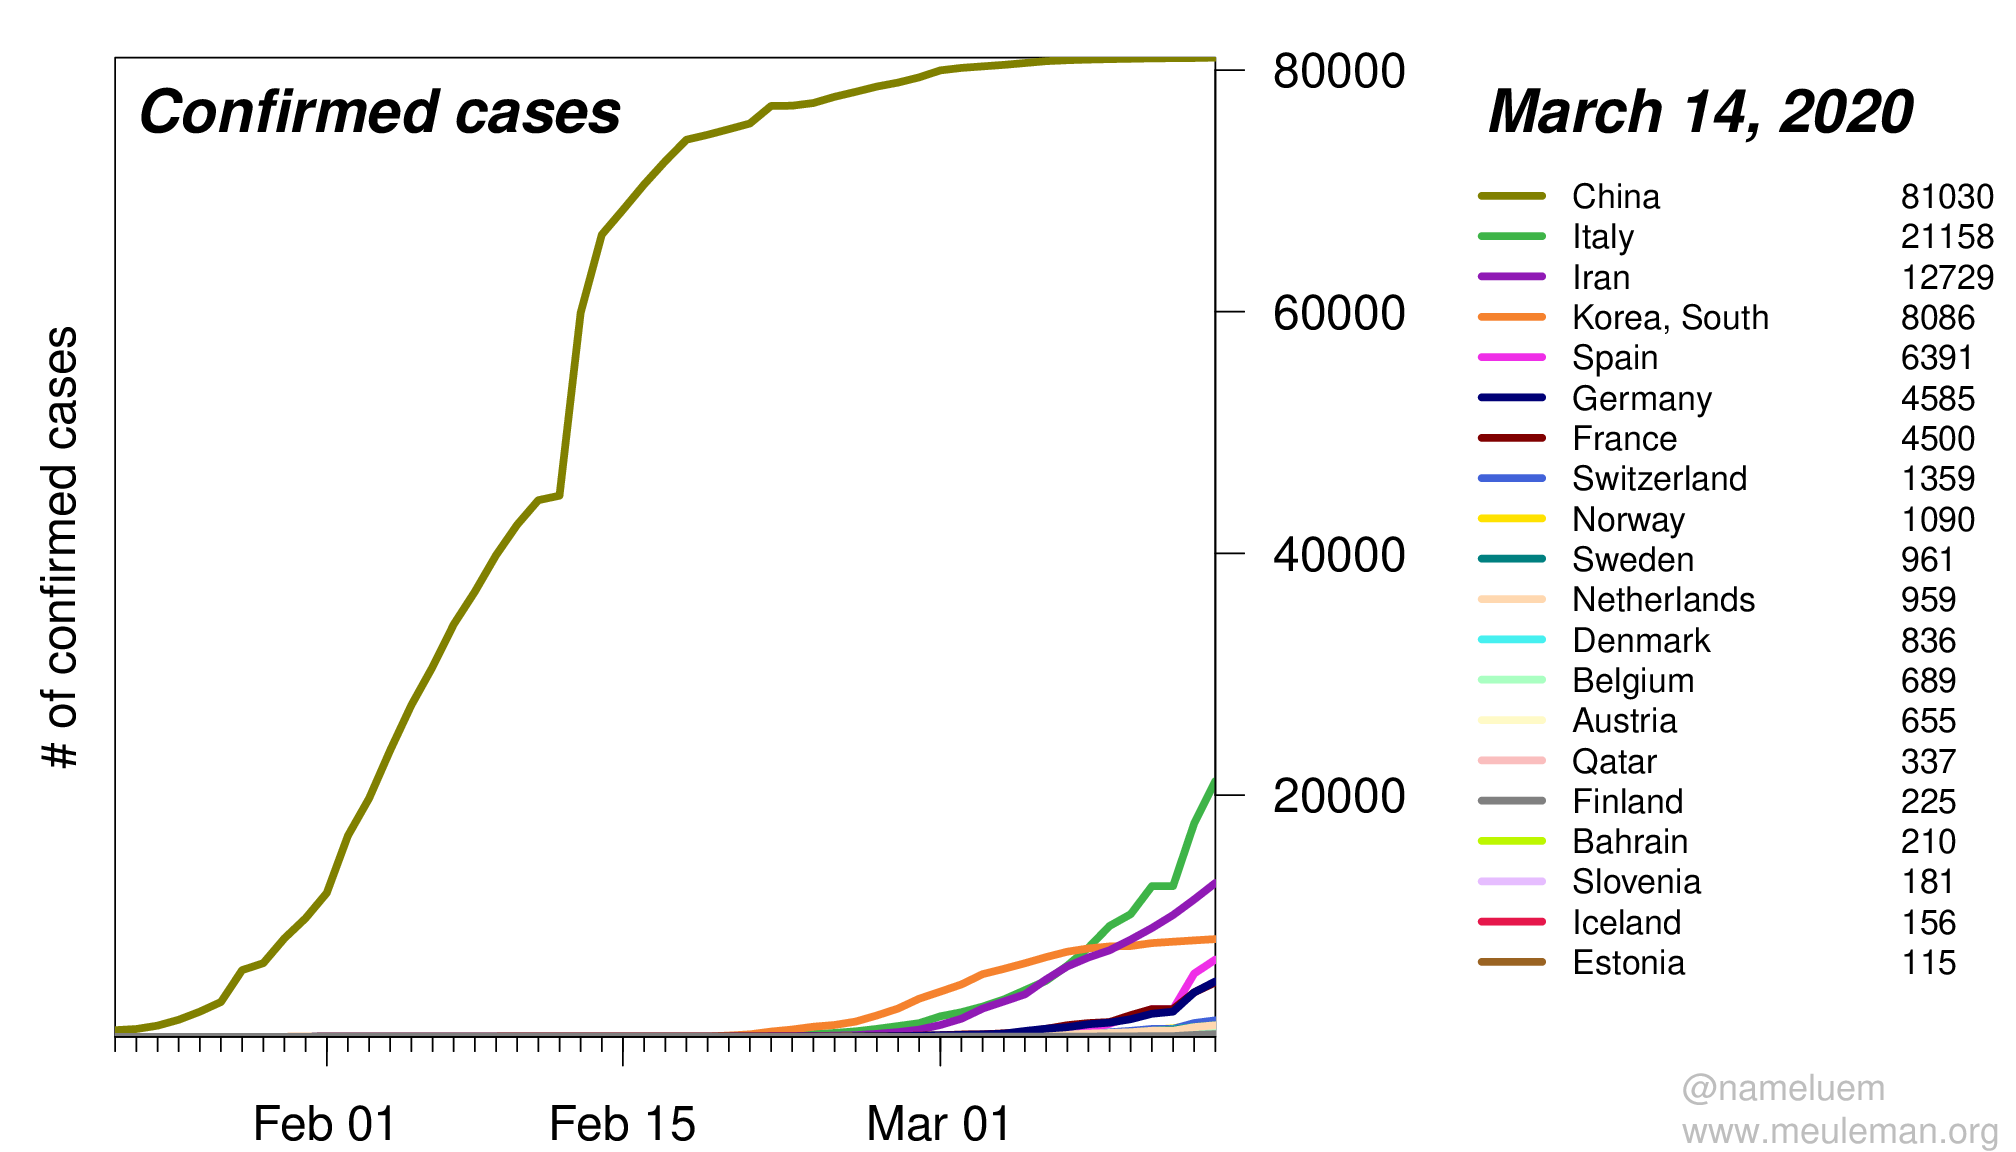 Confirmed cases
# of confirmed cases
80000
60000
40000
20000
Feb 01
Feb 15
Mar 01
March 14, 2020
China 81030
Italy 21158
Iran 12729
Korea, South 8086
Spain 6391
Germany 4585
France 4500
Switzerland 1359
Norway 1090
Sweden 961
Netherlands 959
Denmark 836
Belgium 689
Austria 655
Qatar 337
Finland 225
Bahrain 210
Slovenia 181
Iceland 156
Estonia 115
@nameluem
www.meuleman.org